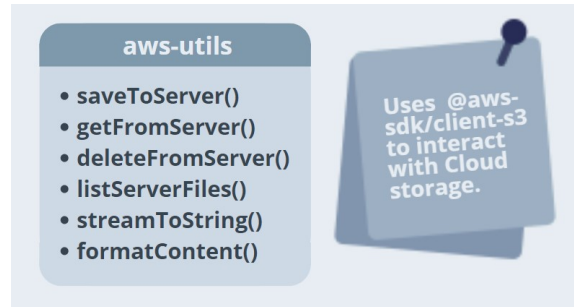 aws-utils
• saveToServer()
• getFromServer()
• deleteFromServer()
• listServerFiles()
• streamToString()
• formatContent()
Uses @aws-
sdk/client-s3
to interact
with Cloud
storage.